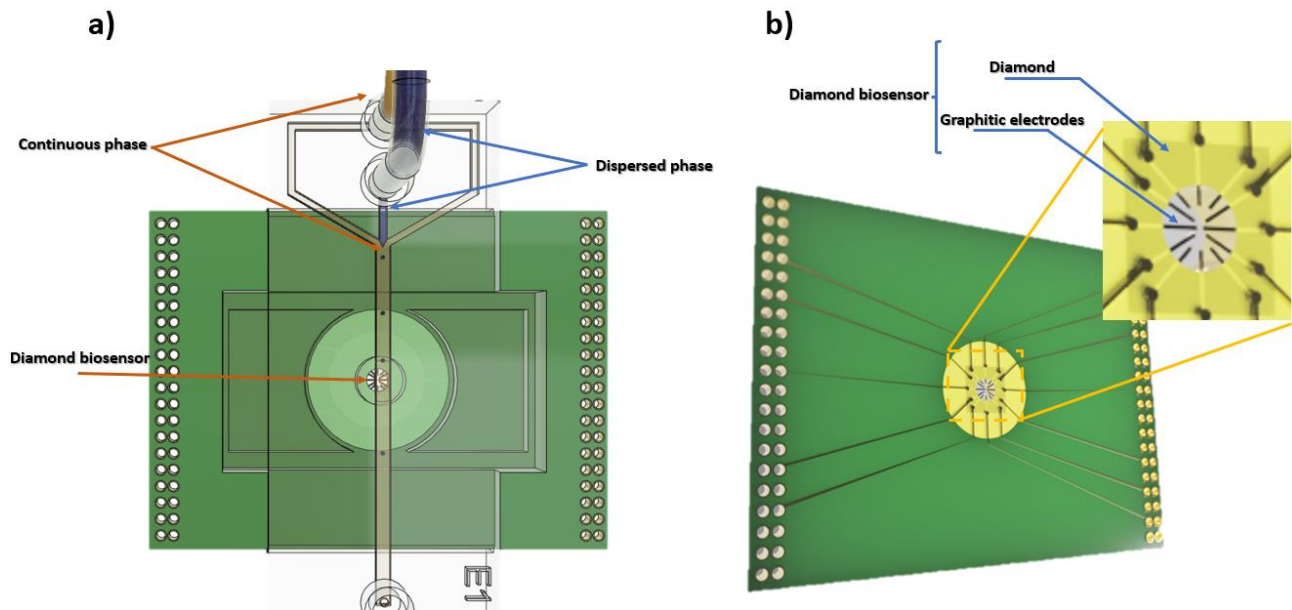 a)
Continuous phase
Dispersed phase
Diamond biosensor
E1
b)
Diamond
Diamond biosensor
Graphitic electrodes